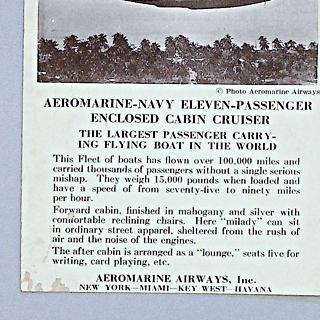 © Photo Aeromarine Airways
AEROMARINE-NAVY ELEVEN-PASSENGER
ENCLOSED CABIN CRUISER
THE LARGEST PASSENGER CARRY-
ING FLYING BOAT IN THE WORLD
This Fleet of boats has flown over 100,000 miles and
carried thousands of passengers without a single serious
mishap. They weigh 15,000 pounds when loaded and
have a speed of from seventy-five to ninety miles
per hour.
Forward cabin, finished in mahogany and silver with
comfortable reclining chairs. Here "milady" can sit
in ordinary street apparel, sheltered from the rush of
air and the noise of the engines.
The after cabin is arranged as a "lounge," seats five for
writing, card playing, etc.
AEROMARINE AIRWAYS, Inc.
NEW YORK—MIAMI—KEY WEST—HAVANA